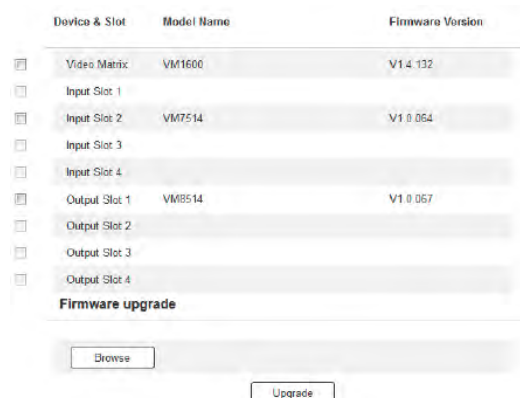 Device & Slot Model Name Firmware Version
Video Matrix VM1600 V1.4.132
Input Slot 1
Input Slot 2 VM7514 V1.0.064
Input Slot 3
Input Slot 4
Output Slot 1 VM8514 V1.0.067
Output Slot 2
Output Slot 3
Output Slot 4
Firmware upgrade
Browse
Upgrade